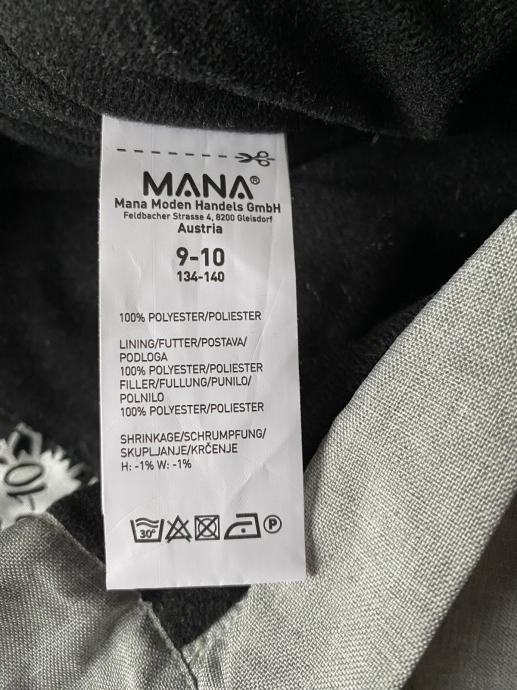 MANA®
Mana Moden Handels GmbH
Feldbacher Strasse 4, 8200 Gleisdorf
Austria
9-10
134-140
100% POLYESTER/POLIESTER
LINING/FUTTER/POSTAVA/
PODLOGA
100% POLYESTER/POLIESTER
FILLER/FULLUNG/PUNILO/
POLNILO
100% POLYESTER/POLIESTER
SHRINKAGE/SCHRUMPFUNG/
SKUPLJANJE/KRČENJE
H: -1% W: -1%
30° P
-10